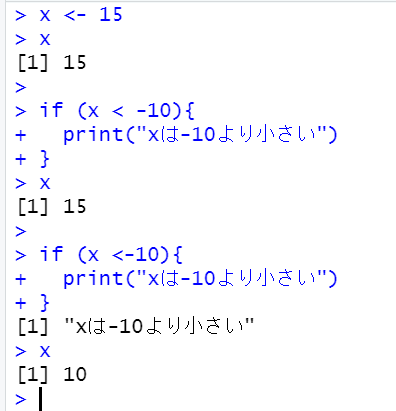 > x <- 15
> x
[1] 15
>
> if (x < -10){
+   print("xは-10より小さい")
+ }
> x
[1] 15
>
> if (x <-10){
+   print("xは-10より小さい")
+ }
[1] "xは-10より小さい"
> x
[1] 10
>